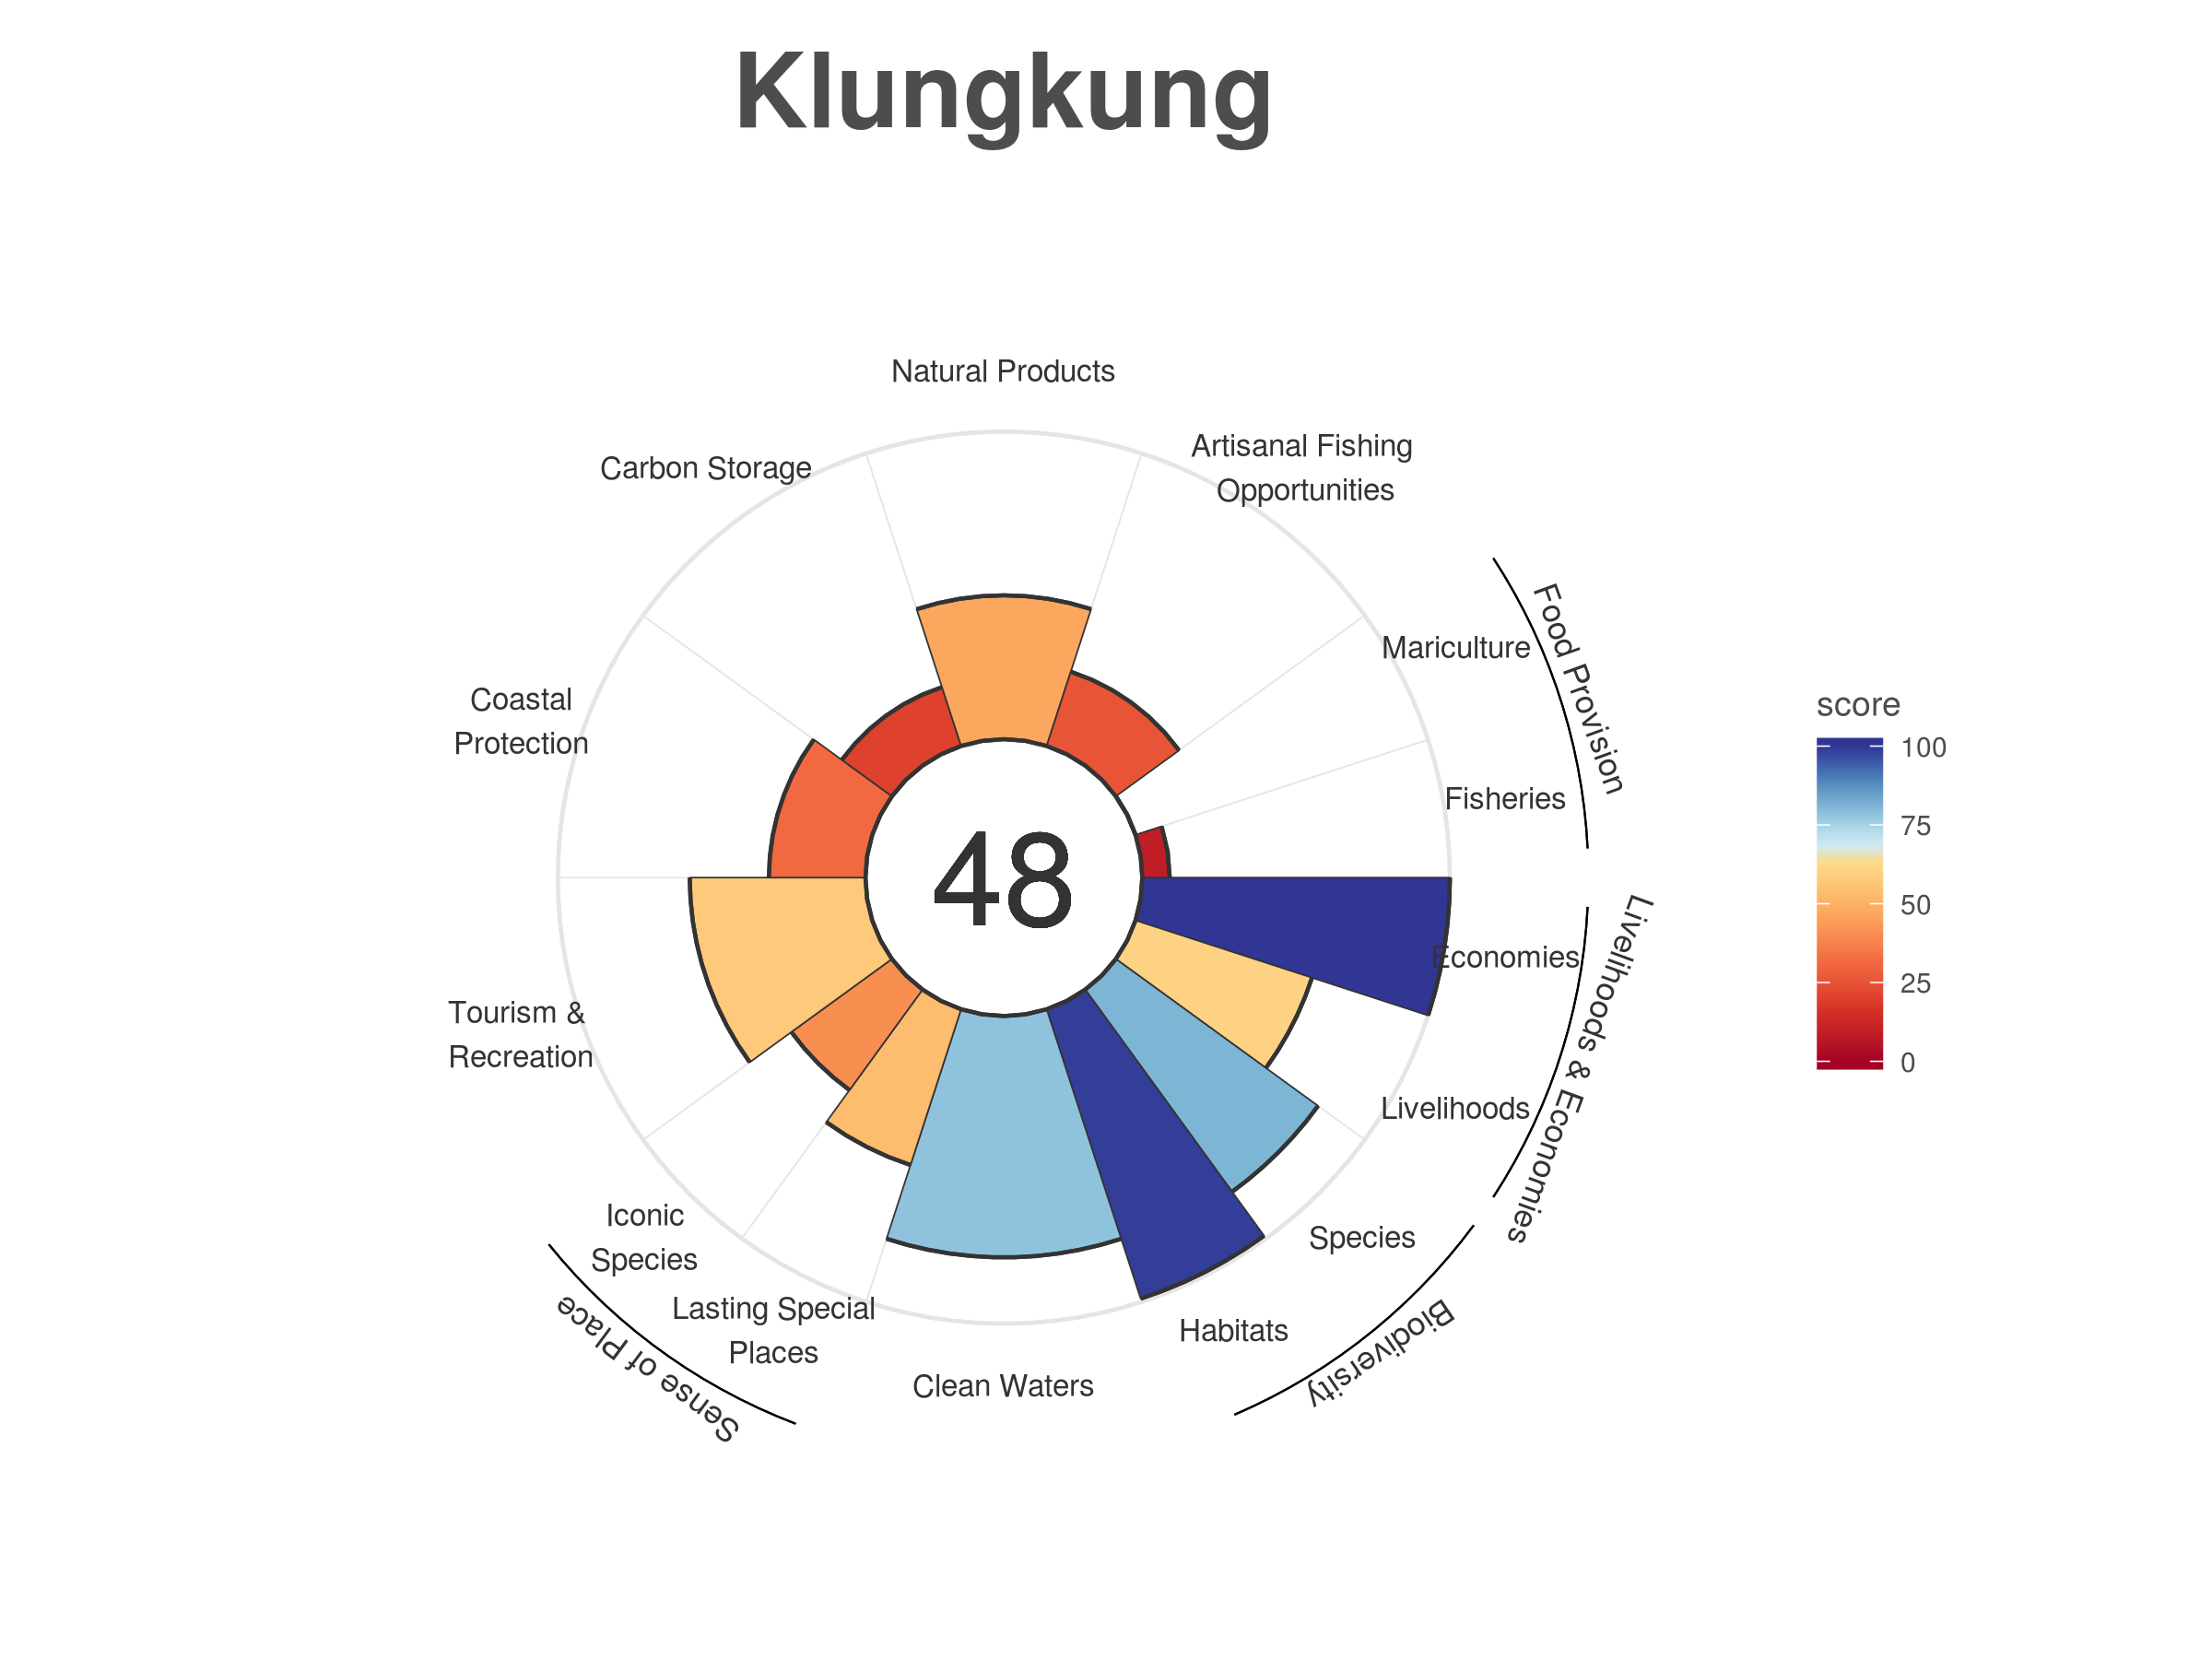 Klungkung
Natural Products
Artisanal Fishing
Opportunities
Carbon Storage
Mariculture
Food Provision
Coastal
Protection
Fisheries
48
Economies
Livelihoods & Economies
Tourism &
Recreation
Livelihoods
Iconic
Species
Species
Lasting Special
Places
Habitats
Biodiversity
Sense of Place
Clean Waters
score
100
75
50
25
0